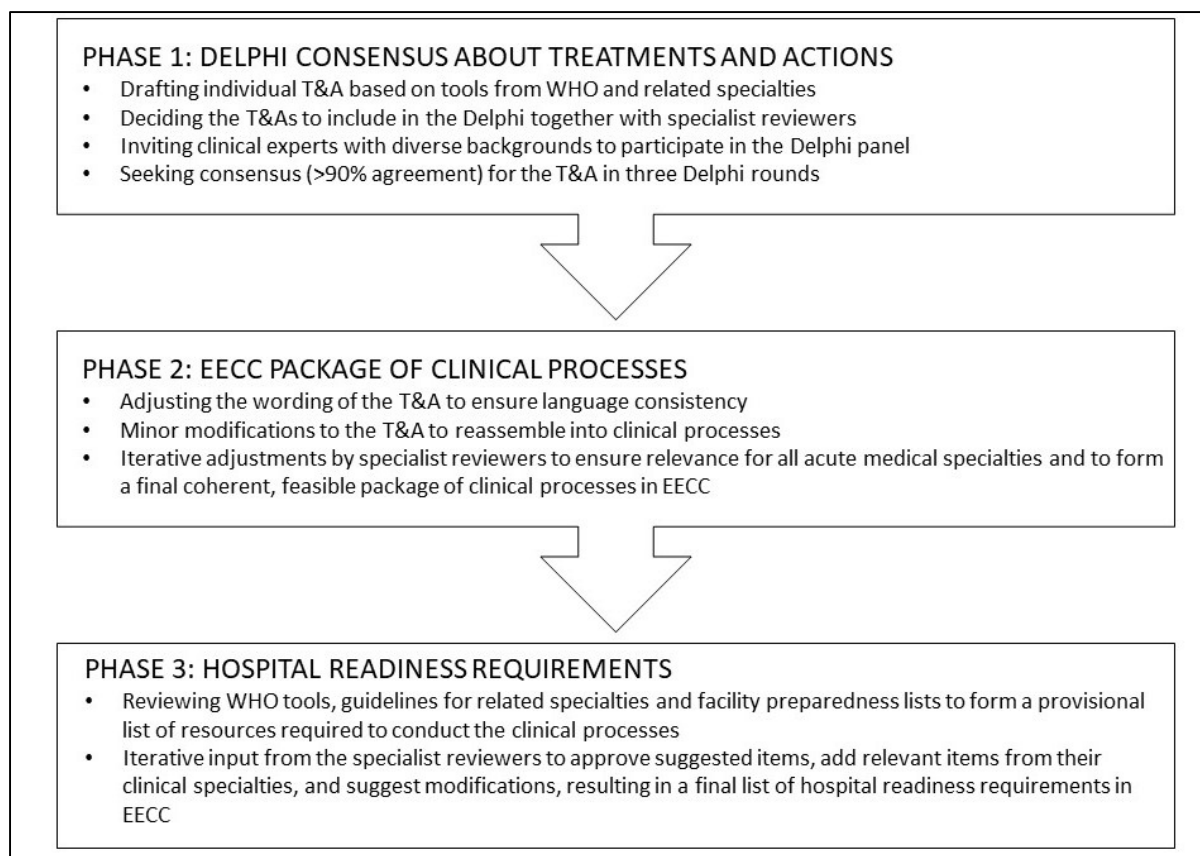 PHASE 1: DELPHI CONSENSUS ABOUT TREATMENTS AND ACTIONS
• Drafting individual T&A based on tools from WHO and related specialties
• Deciding the T&As to include in the Delphi together with specialist reviewers
• Inviting clinical experts with diverse backgrounds to participate in the Delphi panel
• Seeking consensus (>90% agreement) for the T&A in three Delphi rounds
PHASE 2: EECC PACKAGE OF CLINICAL PROCESSES
• Adjusting the wording of the T&A to ensure language consistency
• Minor modifications to the T&A to reassemble into clinical processes
• Iterative adjustments by specialist reviewers to ensure relevance for all acute medical specialties and to form
a final coherent, feasible package of clinical processes in EECC
PHASE 3: HOSPITAL READINESS REQUIREMENTS
• Reviewing WHO tools, guidelines for related specialties and facility preparedness lists to form a provisional
list of resources required to conduct the clinical processes
• Iterative input from the specialist reviewers to approve suggested items, add relevant items from their
clinical specialties, and suggest modifications, resulting in a final list of hospital readiness requirements in
EECC